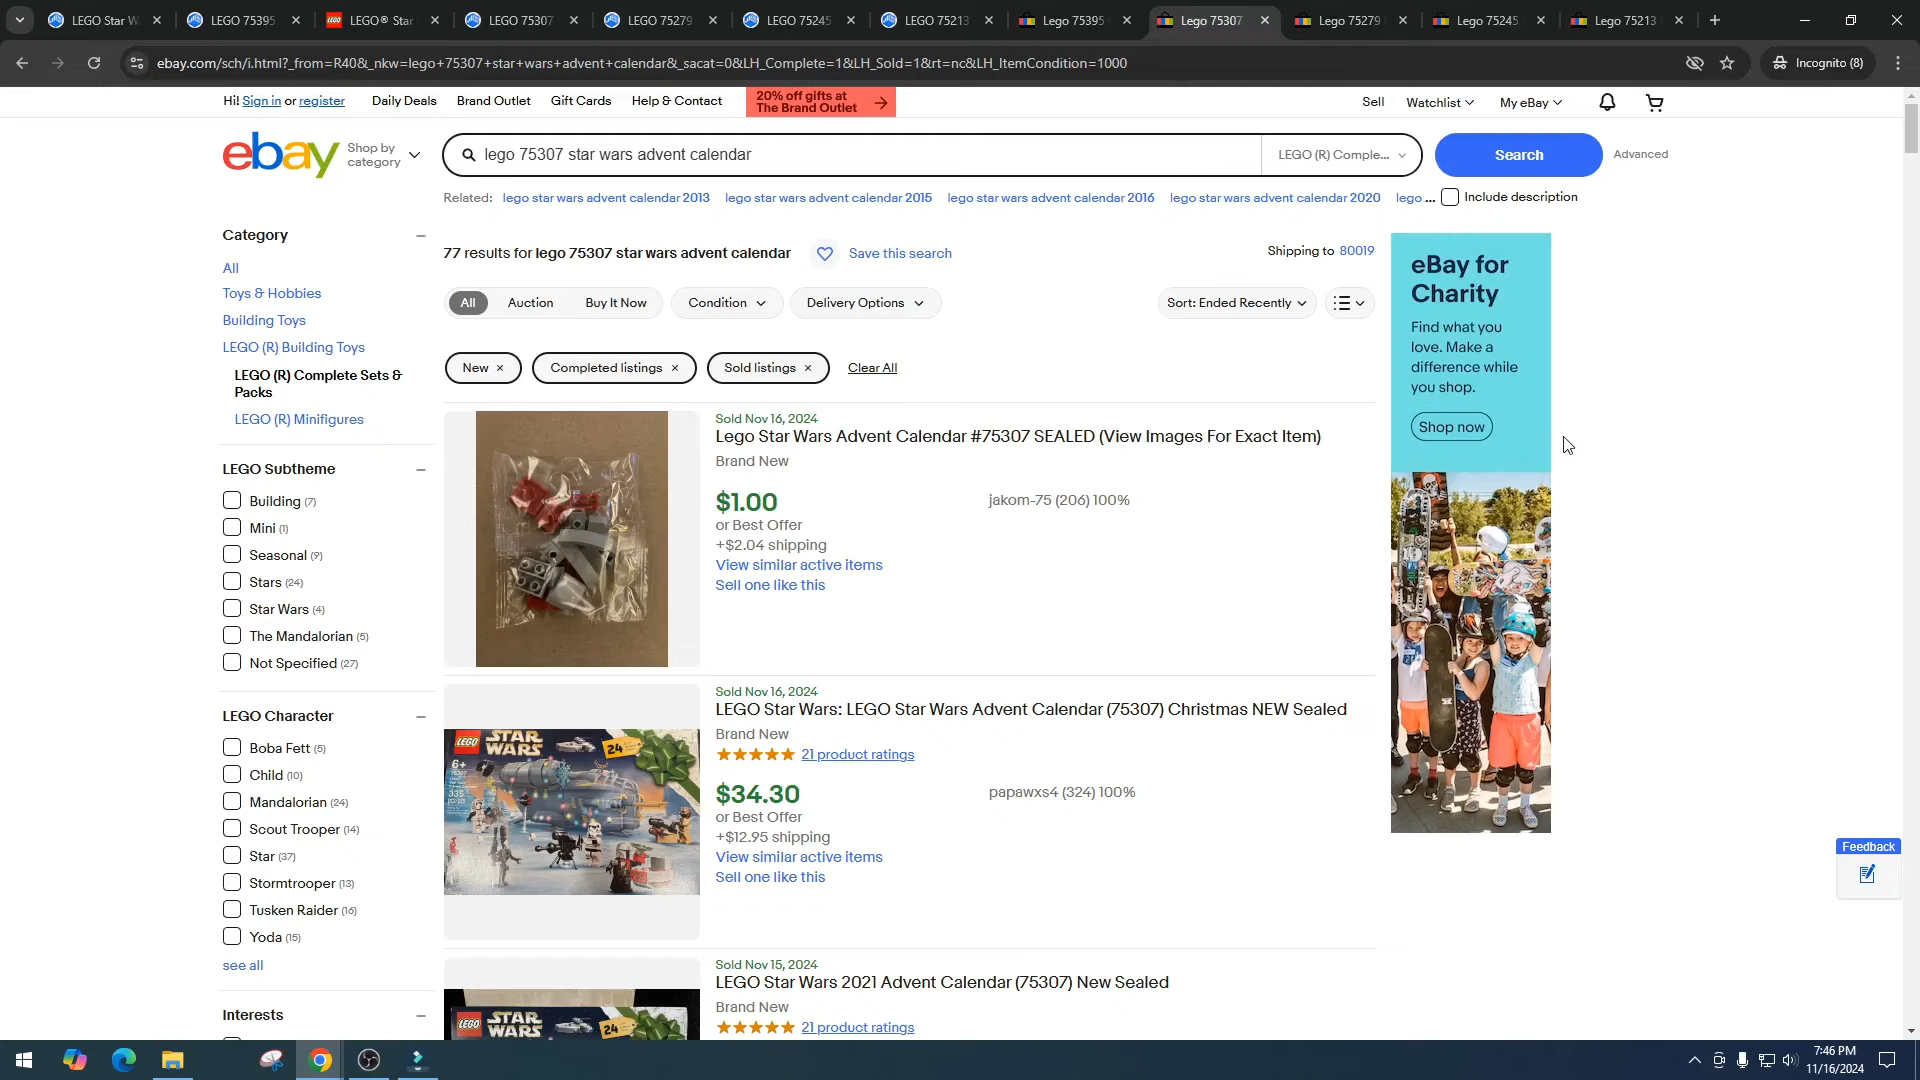 LEGO Star W
LEGO 75395
LEGO® Star
LEGO 75307
LEGO 75279
LEGO 75245
LEGO 75213
Lego 75395
Lego 75307
Lego 75279
Lego 75245
Lego 75213
ebay.com/sch/i.html?_from=R40&_nkw=lego+75307+star+wars+advent+calendar&_sacat=0&LH_Complete=1&LH_Sold=1&rt=nc&LH_ItemCondition=1000
Incognito (8)
Hi! Sign in or register
Daily Deals
Brand Outlet
Gift Cards
Help & Contact
20% off gifts at
The Brand Outlet
Sell
Watchlist
My eBay
ebay
Shop by
category
lego 75307 star wars advent calendar
LEGO (R) Comple...
Search
Advanced
Related: lego star wars advent calendar 2013 lego star wars advent calendar 2015 lego star wars advent calendar 2016 lego star wars advent calendar 2020 lego ...
Include description
Category
All
Toys & Hobbies
Building Toys
LEGO (R) Building Toys
LEGO (R) Complete Sets &
Packs
LEGO (R) Minifigures
LEGO Subtheme
Building (7)
Mini (1)
Seasonal (9)
Stars (24)
Star Wars (4)
The Mandalorian (5)
Not Specified (27)
LEGO Character
Boba Fett (5)
Child (10)
Mandalorian (24)
Scout Trooper (14)
Star (37)
Stormtrooper (13)
Tusken Raider (16)
Yoda (15)
see all
Interests
77 results for lego 75307 star wars advent calendar
Save this search
Shipping to 80019
All
Auction
Buy It Now
Condition
Delivery Options
Sort: Ended Recently
New
Completed listings
Sold listings
Clear All
Sold Nov 16, 2024
Lego Star Wars Advent Calendar #75307 SEALED (View Images For Exact Item)
Brand New
$1.00
jakom-75 (206) 100%
or Best Offer
+$2.04 shipping
View similar active items
Sell one like this
LEGO
STAR
WARS
24
6+
75307
335
Sold Nov 16, 2024
LEGO Star Wars: LEGO Star Wars Advent Calendar (75307) Christmas NEW Sealed
Brand New
21 product ratings
$34.30
papawxs4 (324) 100%
or Best Offer
+$12.95 shipping
View similar active items
Sell one like this
LEGO
STAR
WARS
24
Sold Nov 15, 2024
LEGO Star Wars 2021 Advent Calendar (75307) New Sealed
Brand New
21 product ratings
eBay for
Charity
Find what you
love. Make a
difference while
you shop.
Shop now
Feedback
7:46 PM
11/16/2024